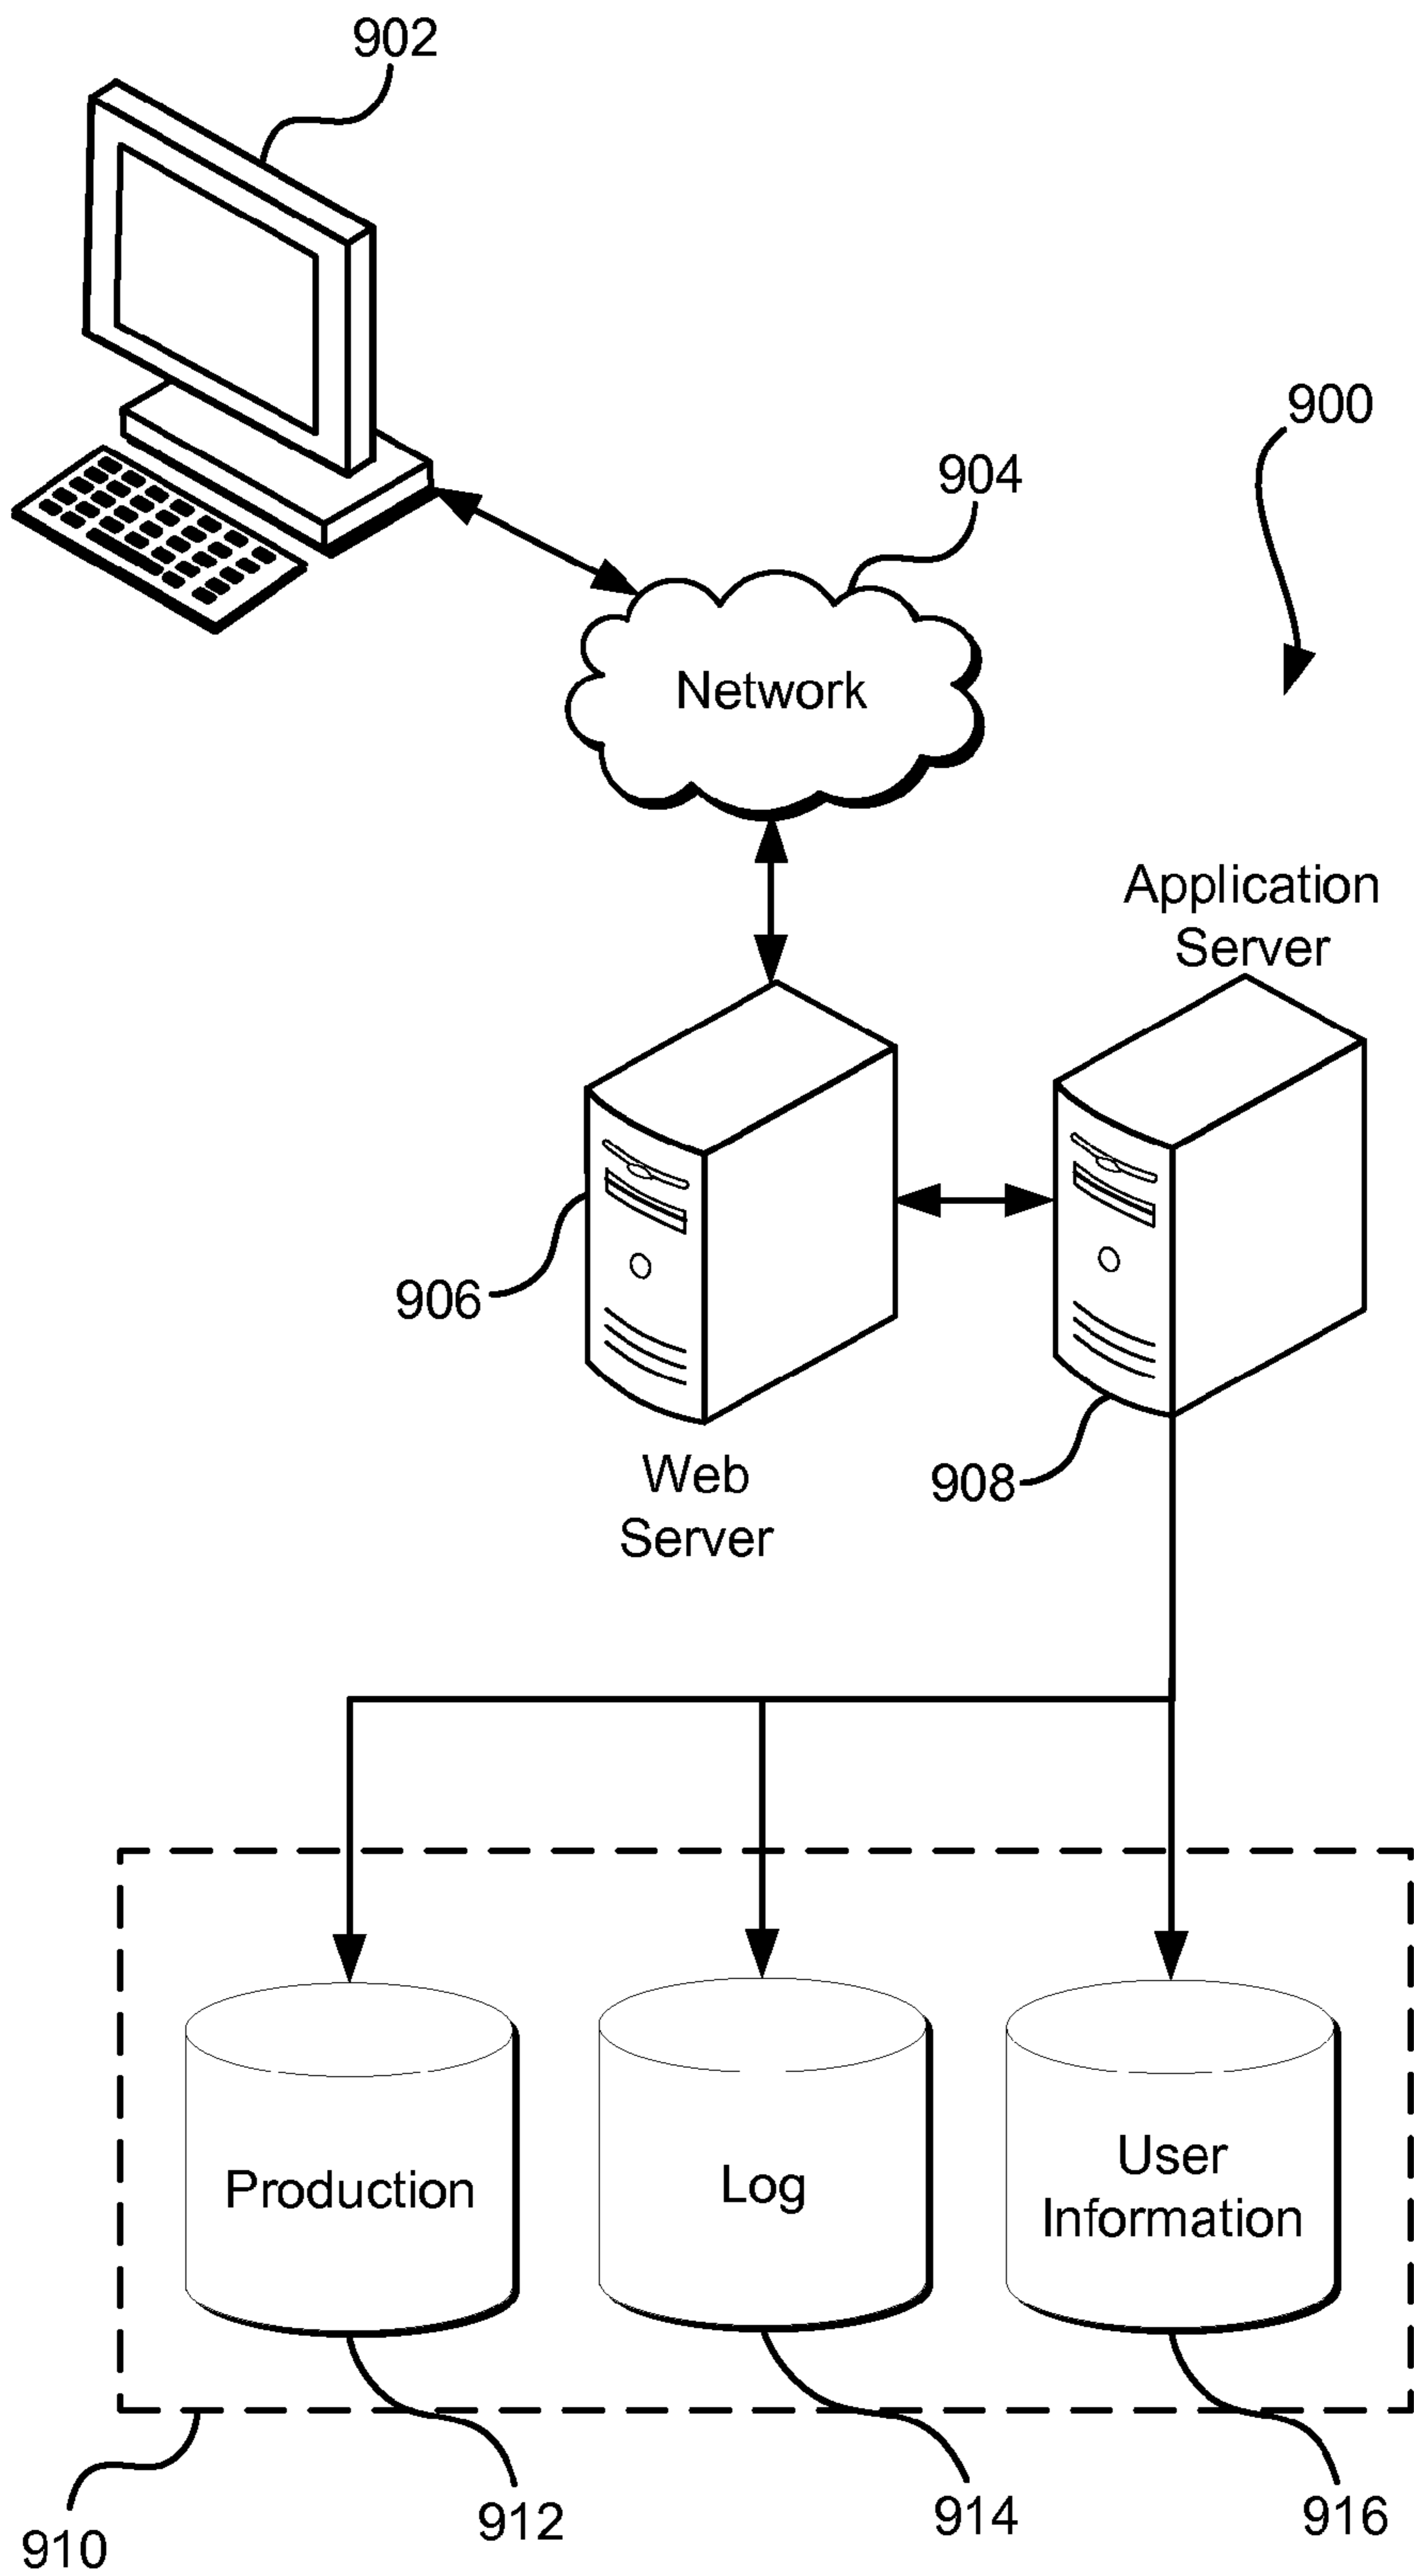 902
900
904
Network
Application
Server
906
Web
Server
908
Production
Log
User
Information
910
912
914
916